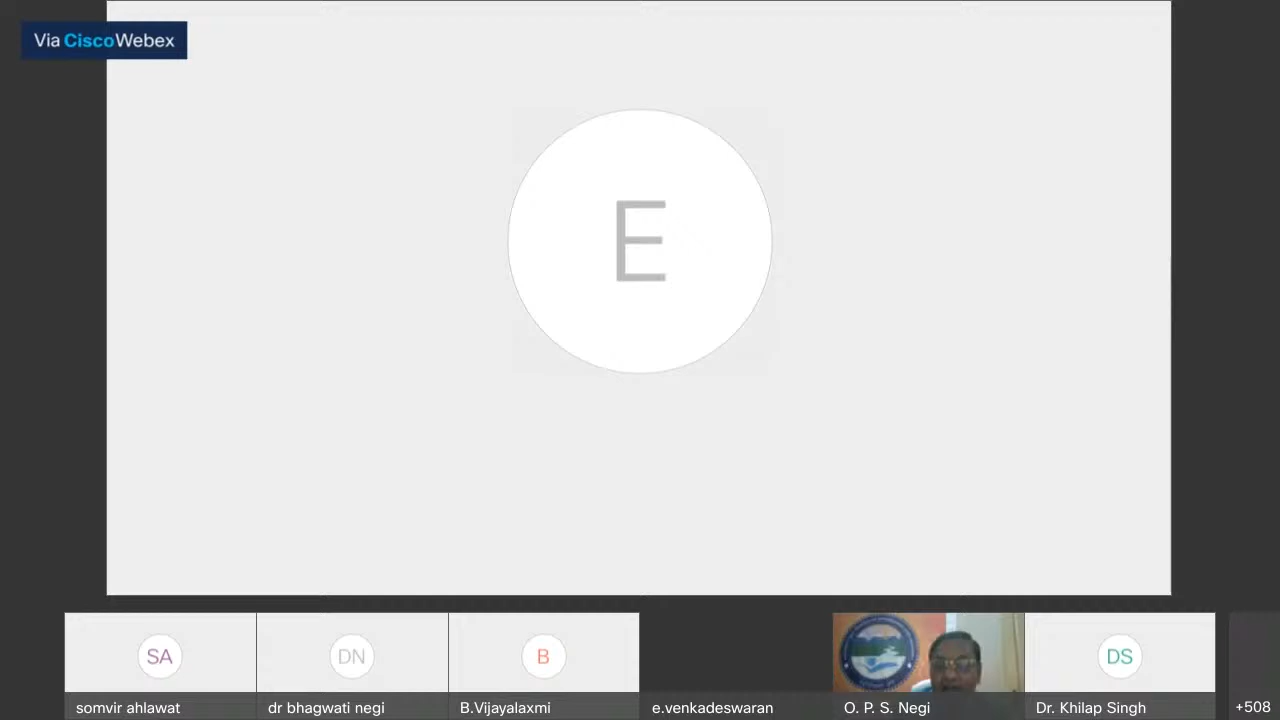 Via CiscoWebex
E
SA
DN
B
DS
somvir ahlawat
dr bhagwati negi
B.Vijayalaxmi
e.venkadeswaran
O. P. S. Negi
Dr. Khilap Singh
+508